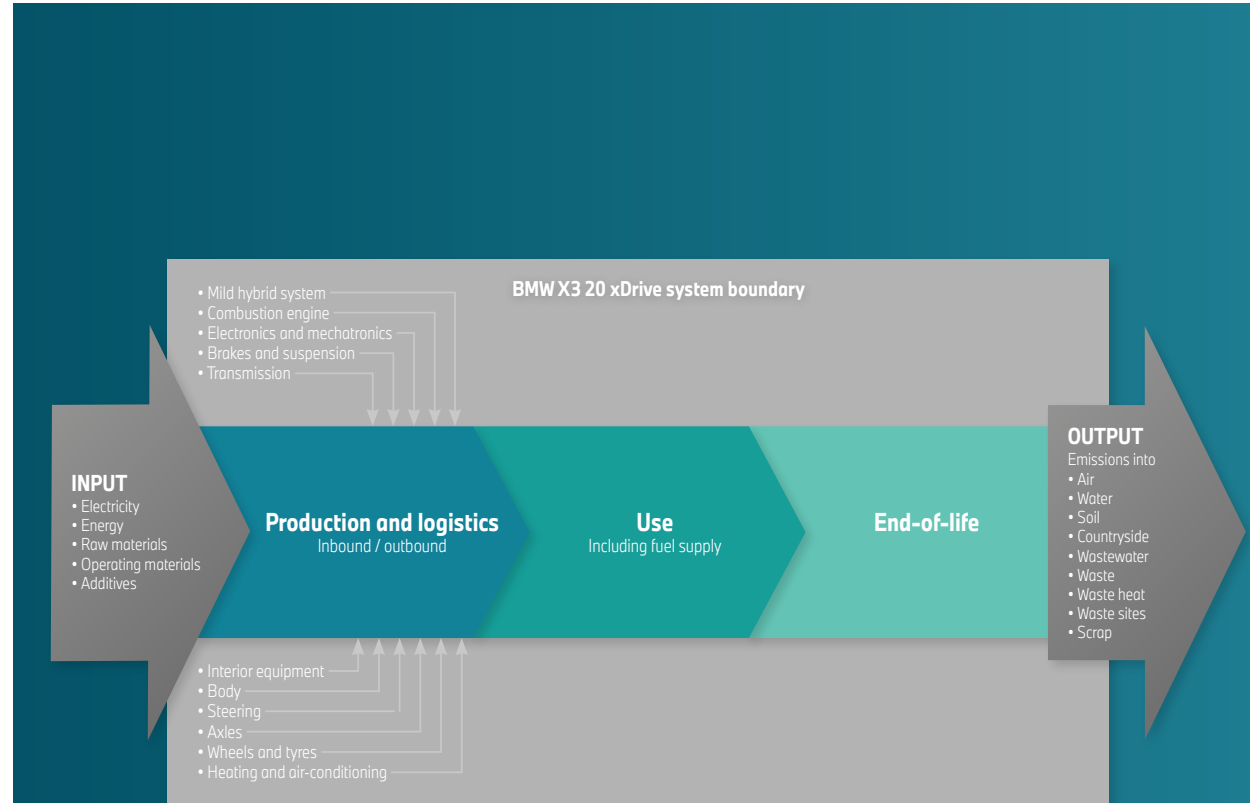 BMW X3 20 xDrive system boundary
• Mild hybrid system
• Combustion engine
• Electronics and mechatronics
• Brakes and suspension
• Transmission
INPUT
• Electricity
• Energy
• Raw materials
• Operating materials
• Additives
Production and logistics
Inbound / outbound
Use
Including fuel supply
End-of-life
OUTPUT
Emissions into
• Air
• Water
• Soil
• Countryside
• Wastewater
• Waste
• Waste heat
• Waste sites
• Scrap
• Interior equipment
• Body
• Steering
• Axles
• Wheels and tyres
• Heating and air-conditioning